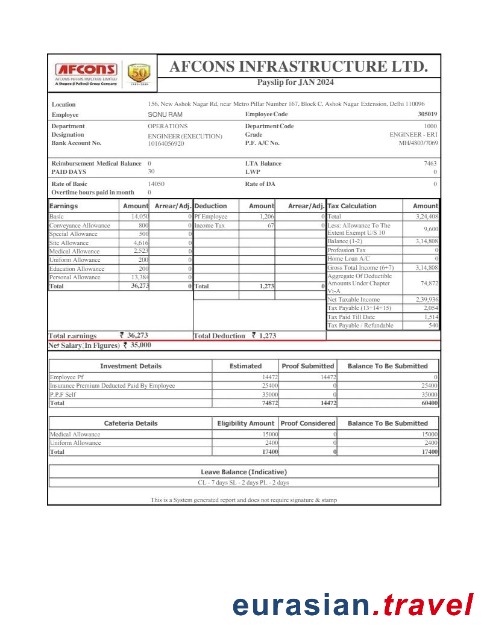 AFCONS
AFCONS INFRASTRUCTURE LIMITED
A Shapoorji Pallonji Group Company
50
AFCONS INFRASTRUCTURE LTD.
Payslip for JAN 2024
Location 156, New Ashok Nagar Rd, near Metro Pillar Number 167, Block C, Ashok Nagar Extension, Delhi 110096
Employee SONU RAM Employee Code 305019
Department OPERATIONS Department Code 1000
Designation ENGINEER (EXECUTION) Grade ENGINEER - ER1
Bank Account No. 10164056920 P.F. A/C No.
Reimbursement Medical Balance 0 LTA Balance 7463
PAID DAYS 30 LWP 0
Rate of Basic 14050 Rate of DA 0
Overtime hours paid in month 0
Earnings Amount Arrear/Adj. Deduction Amount Arrear/Adj. Tax Calculation Amount
Basic 14,050 0 Pf Employee 1,206 0 Total 3,24,408
Conveyance Allowance 800 0 Income Tax 67 0 Less: Allowance To The Extent Exempt U/S 10 9,600
Special Allowance 500 0
Site Allowance 4,616 0 Balance (1-2) 3,14,808
Medical Allowance 2,523 0 Profession Tax 0
Uniform Allowance 200 0 Home Loan A/C 0
Education Allowance 200 0 Gross Total Income (6+7) 3,14,808
Personal Allowance 13,384 0 Aggregate Of Deductible Amounts Under Chapter VI-A 74,872
Total 36,273 0 Total 1,273 0
Net Taxable Income 2,39,936
Tax Payable (13+14+15) 2,054
Tax Paid Till Date 1,514
Tax Payable - Refundable 540
Total earnings ₹ 36,273 Total Deduction ₹ 1,273
Net Salary(In Figures) ₹ 35,000
Investment Details Estimated Proof Submitted Balance To Be Submitted
Employee Pf 14472 14472 0
Insurance Premium Deducted Paid By Employee 25400 0 25400
P.P.F Self 35000 0 35000
Total 74872 14472 60400
Cafeteria Details Eligibility Amount Proof Considered Balance To Be Submitted
Medical Allowance 15000 0 15000
Uniform Allowance 2400 0 2400
Total 17400 0 17400
Leave Balance (Indicative)
CL - 7 days SL - 2 days PL - 2 days
This is a System generated report and does not require signature & stamp
eurasian.travel